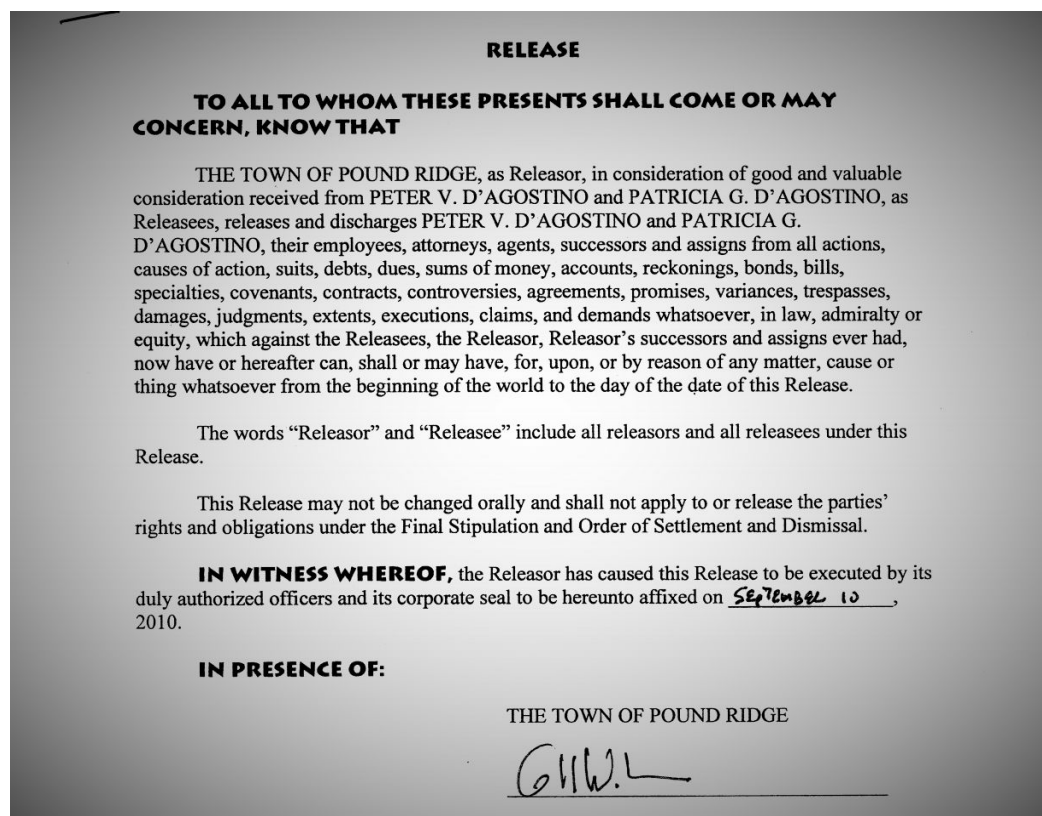 RELEASE
TO ALL TO WHOM THESE PRESENTS SHALL COME OR MAY
CONCERN, KNOW THAT
THE TOWN OF POUND RIDGE, as Releasor, in consideration of good and valuable
consideration received from PETER V. D’AGOSTINO and PATRICIA G. D’AGOSTINO, as
Releasees, releases and discharges PETER V. D’AGOSTINO and PATRICIA G.
D’AGOSTINO, their employees, attorneys, agents, successors and assigns from all actions,
causes of action, suits, debts, dues, sums of money, accounts, reckonings, bonds, bills,
specialties, covenants, contracts, controversies, agreements, promises, variances, trespasses,
damages, judgments, extents, executions, claims, and demands whatsoever, in law, admiralty or
equity, which against the Releasees, the Releasor, Releasor’s successors and assigns ever had,
now have or hereafter can, shall or may have, for, upon, or by reason of any matter, cause or
thing whatsoever from the beginning of the world to the day of the date of this Release.
The words “Releasor” and “Releasee” include all releasors and all releasees under this
Release.
This Release may not be changed orally and shall not apply to or release the parties’
rights and obligations under the Final Stipulation and Order of Settlement and Dismissal.
IN WITNESS WHEREOF, the Releasor has caused this Release to be executed by its
duly authorized officers and its corporate seal to be hereunto affixed on SEPTEMBER 10,
2010.
IN PRESENCE OF:
THE TOWN OF POUND RIDGE